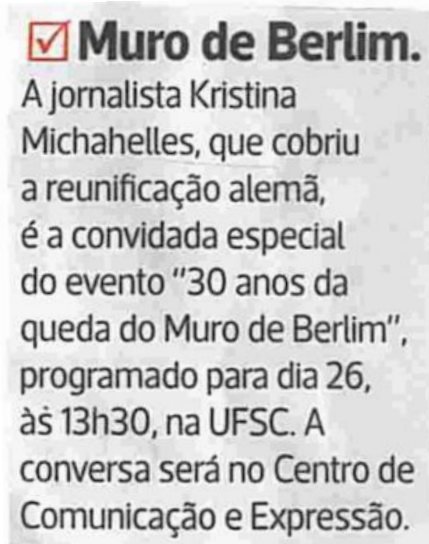 Muro de Berlim.
A jornalista Kristina
Michahelles, que cobriu
a reunificação alemã,
é a convidada especial
do evento "30 anos da
queda do Muro de Berlim",
programado para dia 26,
às 13h30, na UFSC. A
conversa será no Centro de
Comunicação e Expressão.